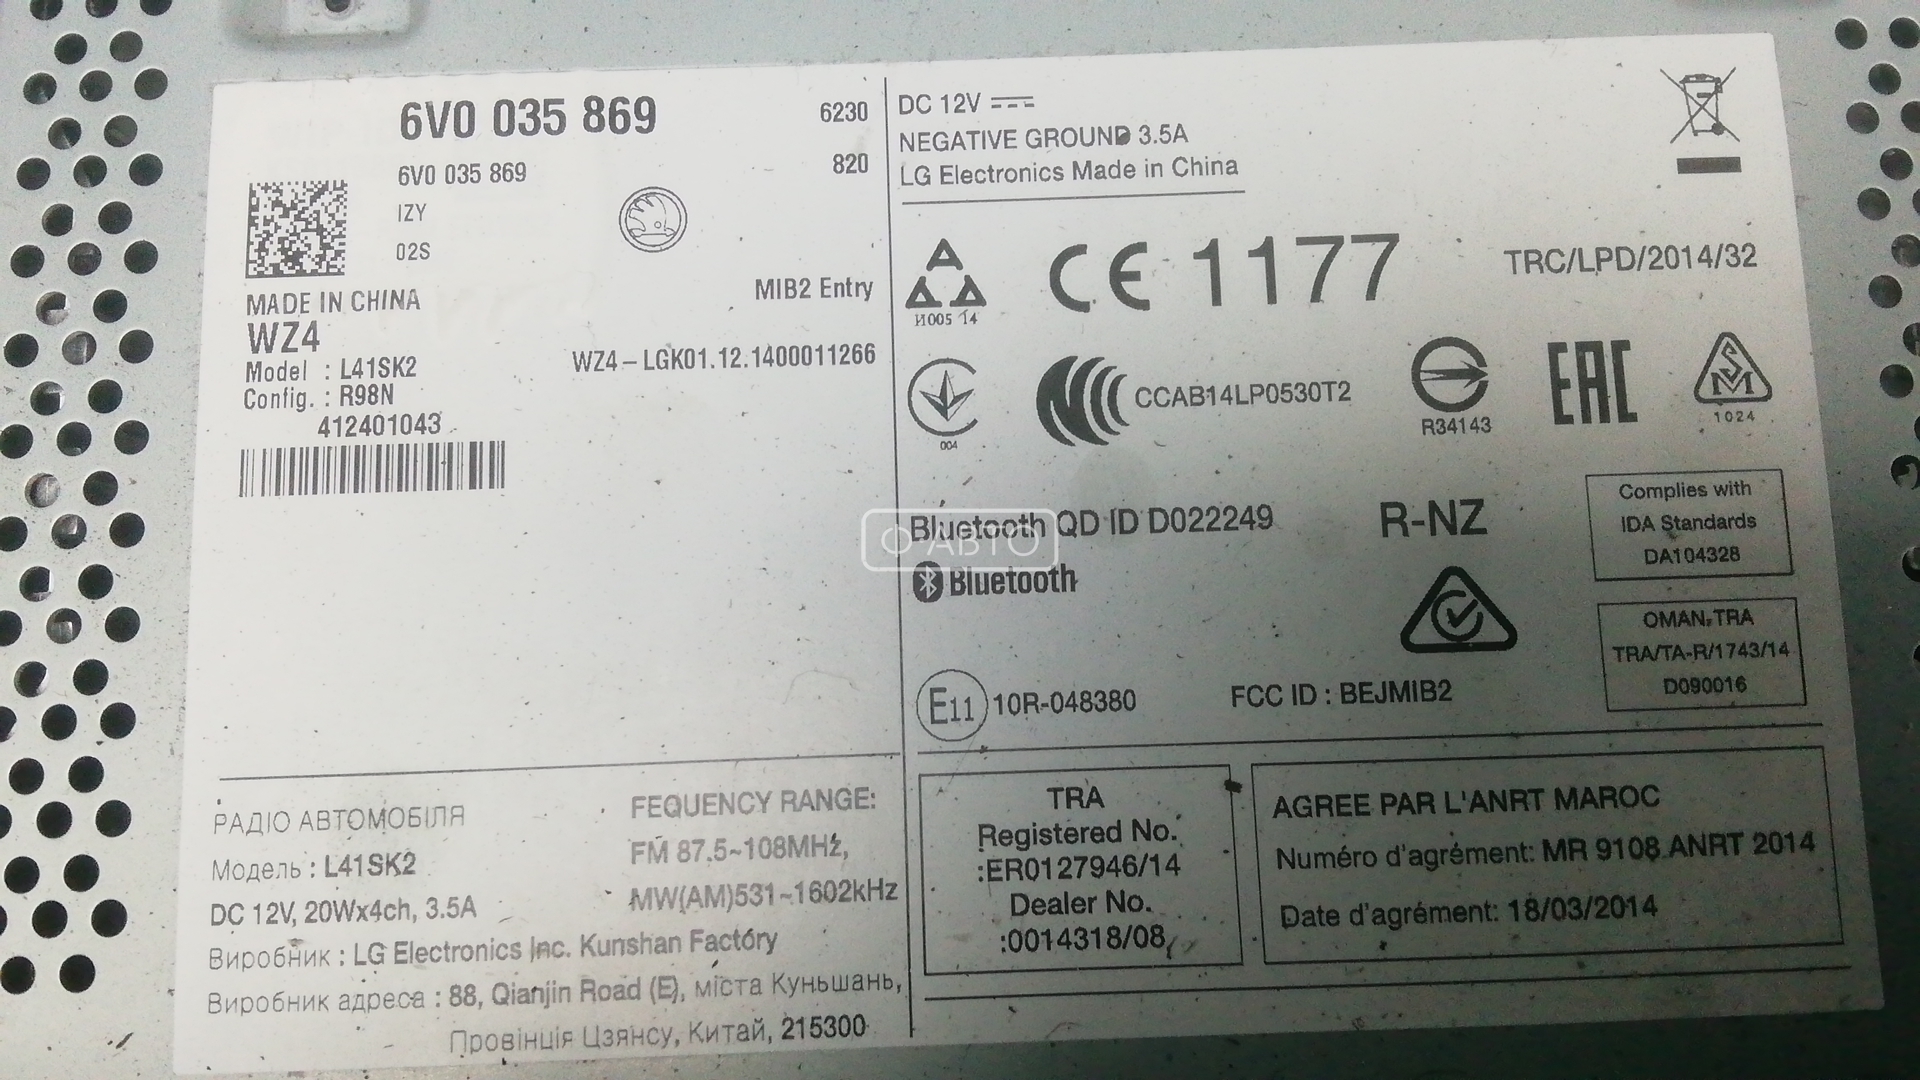 6V0 035 869
6230
6V0 035 869
820
IZY
02S
MIB2 Entry
MADE IN CHINA
WZ4
WZ4-LGK01.12.1400011266
Model : L41SK2
Config. : R98N
412401043
DC 12V
NEGATIVE GROUND 3.5A
LG Electronics Made in China
И005 14
CE 1177
TRC/LPD/2014/32
004
CCAB14LP0530T2
R34143
EAC
SM
1024
Bluetooth QD ID D022249
R-NZ
Complies with
IDA Standards
DA104328
О АВТО
Bluetooth
OMAN.TRA
TRA/TA-R/1743/14
D090016
E11 10R-048380
FCC ID : BEJMIB2
РАДІО АВТОМОБІЛЯ
Модель : L41SK2
DC 12V, 20Wx4ch, 3.5A
FEQUENCY RANGE:
FM 87.5~108MHz,
MW(AM)531~1602kHz
Виробник : LG Electronics Inc. Kunshan Factory
Виробник адреса : 88, Qianjin Road (E), міста Куньшань,
Провінція Цзянсу, Китай, 215300
TRA
Registered No.
:ER0127946/14
Dealer No.
:0014318/08
AGREE PAR L'ANRT MAROC
Numéro d'agrément: MR 9108 ANRT 2014
Date d'agrément: 18/03/2014